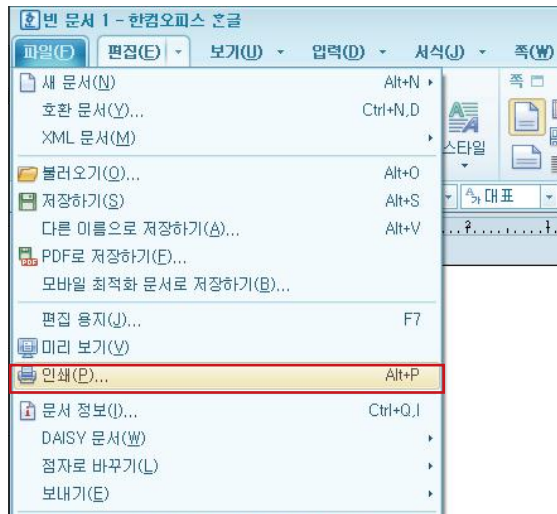 빈 문서 1 - 한컴오피스 ᄒᆞᆫ글
파일(F) 편집(E) 보기(U) 입력(D) 서식(J) 쪽(W)
새 문서(N) Alt+N
쪽
호환 문서(Y)... Ctrl+N,D
XML 문서(M)
스타일
불러오기(O)... Alt+O
저장하기(S) Alt+S
대표
다른 이름으로 저장하기(A)... Alt+V
PDF로 저장하기(F)...
모바일 최적화 문서로 저장하기(B)...
편집 용지(J)... F7
미리 보기(V)
인쇄(P)... Alt+P
문서 정보(I)... Ctrl+Q,I
DAISY 문서(W)
점자로 바꾸기(L)
보내기(E)